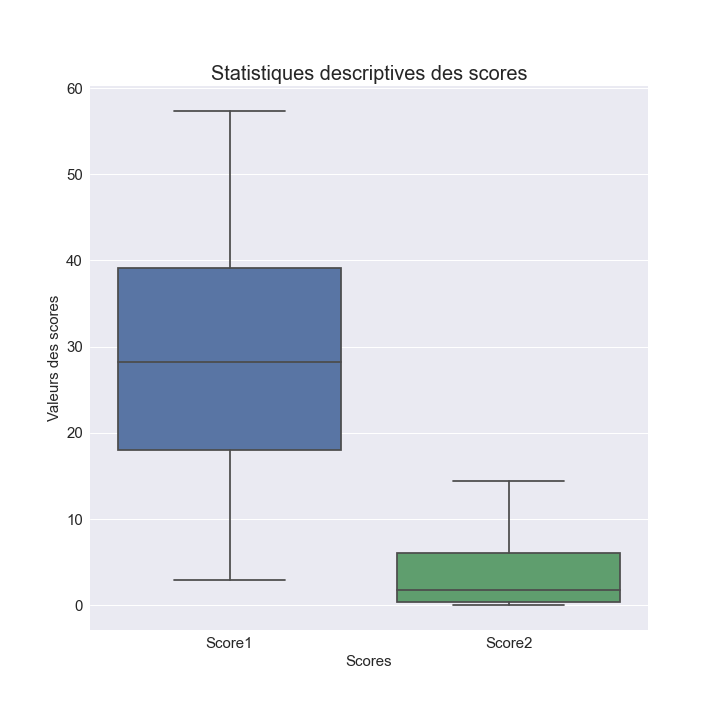 Statistiques descriptives des scores
60
50
40
30
20
10
0
Valeurs des scores
Score1
Score2
Scores